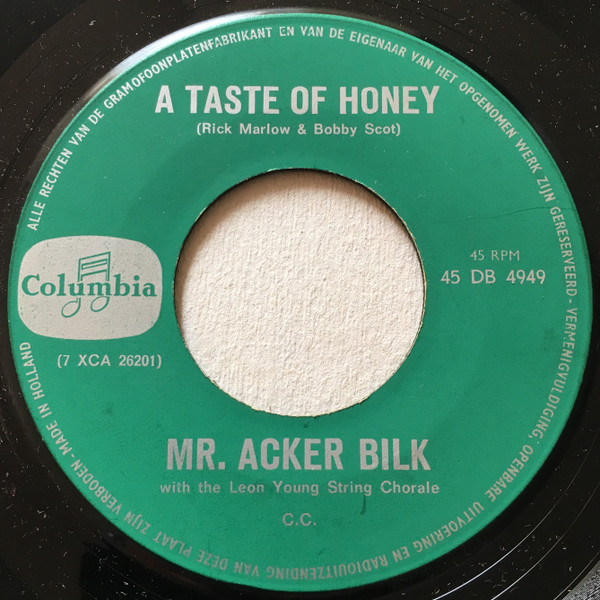 ALLE RECHTEN VAN DE GRAMOFOONPLATENFABRIKANT EN VAN DE EIGENAAR VAN HET OPGENOMEN WERK ZIJN GERESERVEERD - VERMENIGVULDIGING, OPENBARE UITVOERING EN RADIOUITZENDING VAN DEZE PLAAT ZIJN VERBODEN - MADE IN HOLLAND
A TASTE OF HONEY
(Rick Marlow & Bobby Scot)
Columbia
(7 XCA 26201)
45 RPM
45 DB 4949
MR. ACKER BILK
with the Leon Young String Chorale
C.C.